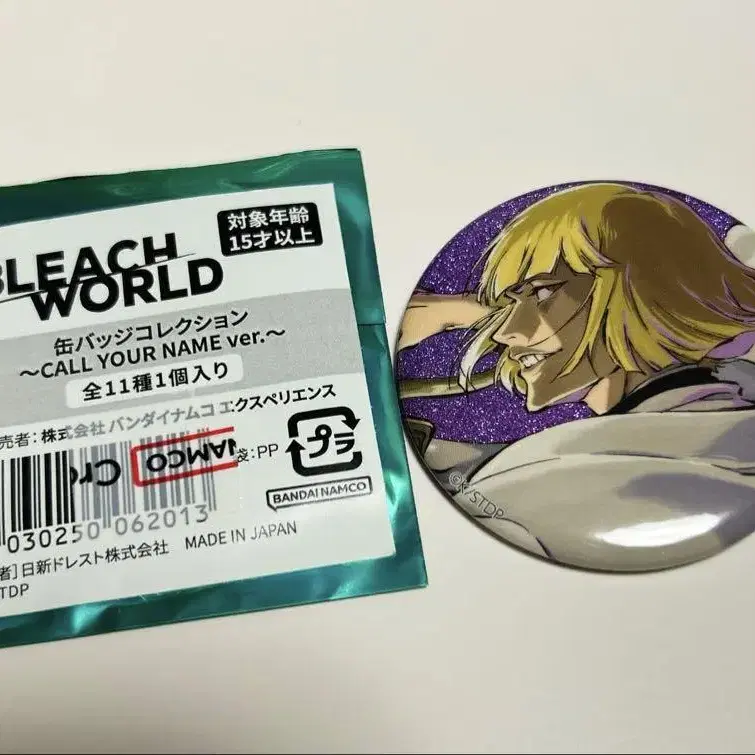 BLEACH
WORLD
対象年齢
15才以上
缶バッジコレクション
～CALL YOUR NAME ver.～
全11種1個入り
売者：株式会社バンダイナムコエクスペリエンス
袋:PP
プラ
NAMCO
Cr
BANDAI NAMCO
030250 062013
者]日新ドレスト株式会社 MADE IN JAPAN
STDP
/STDP